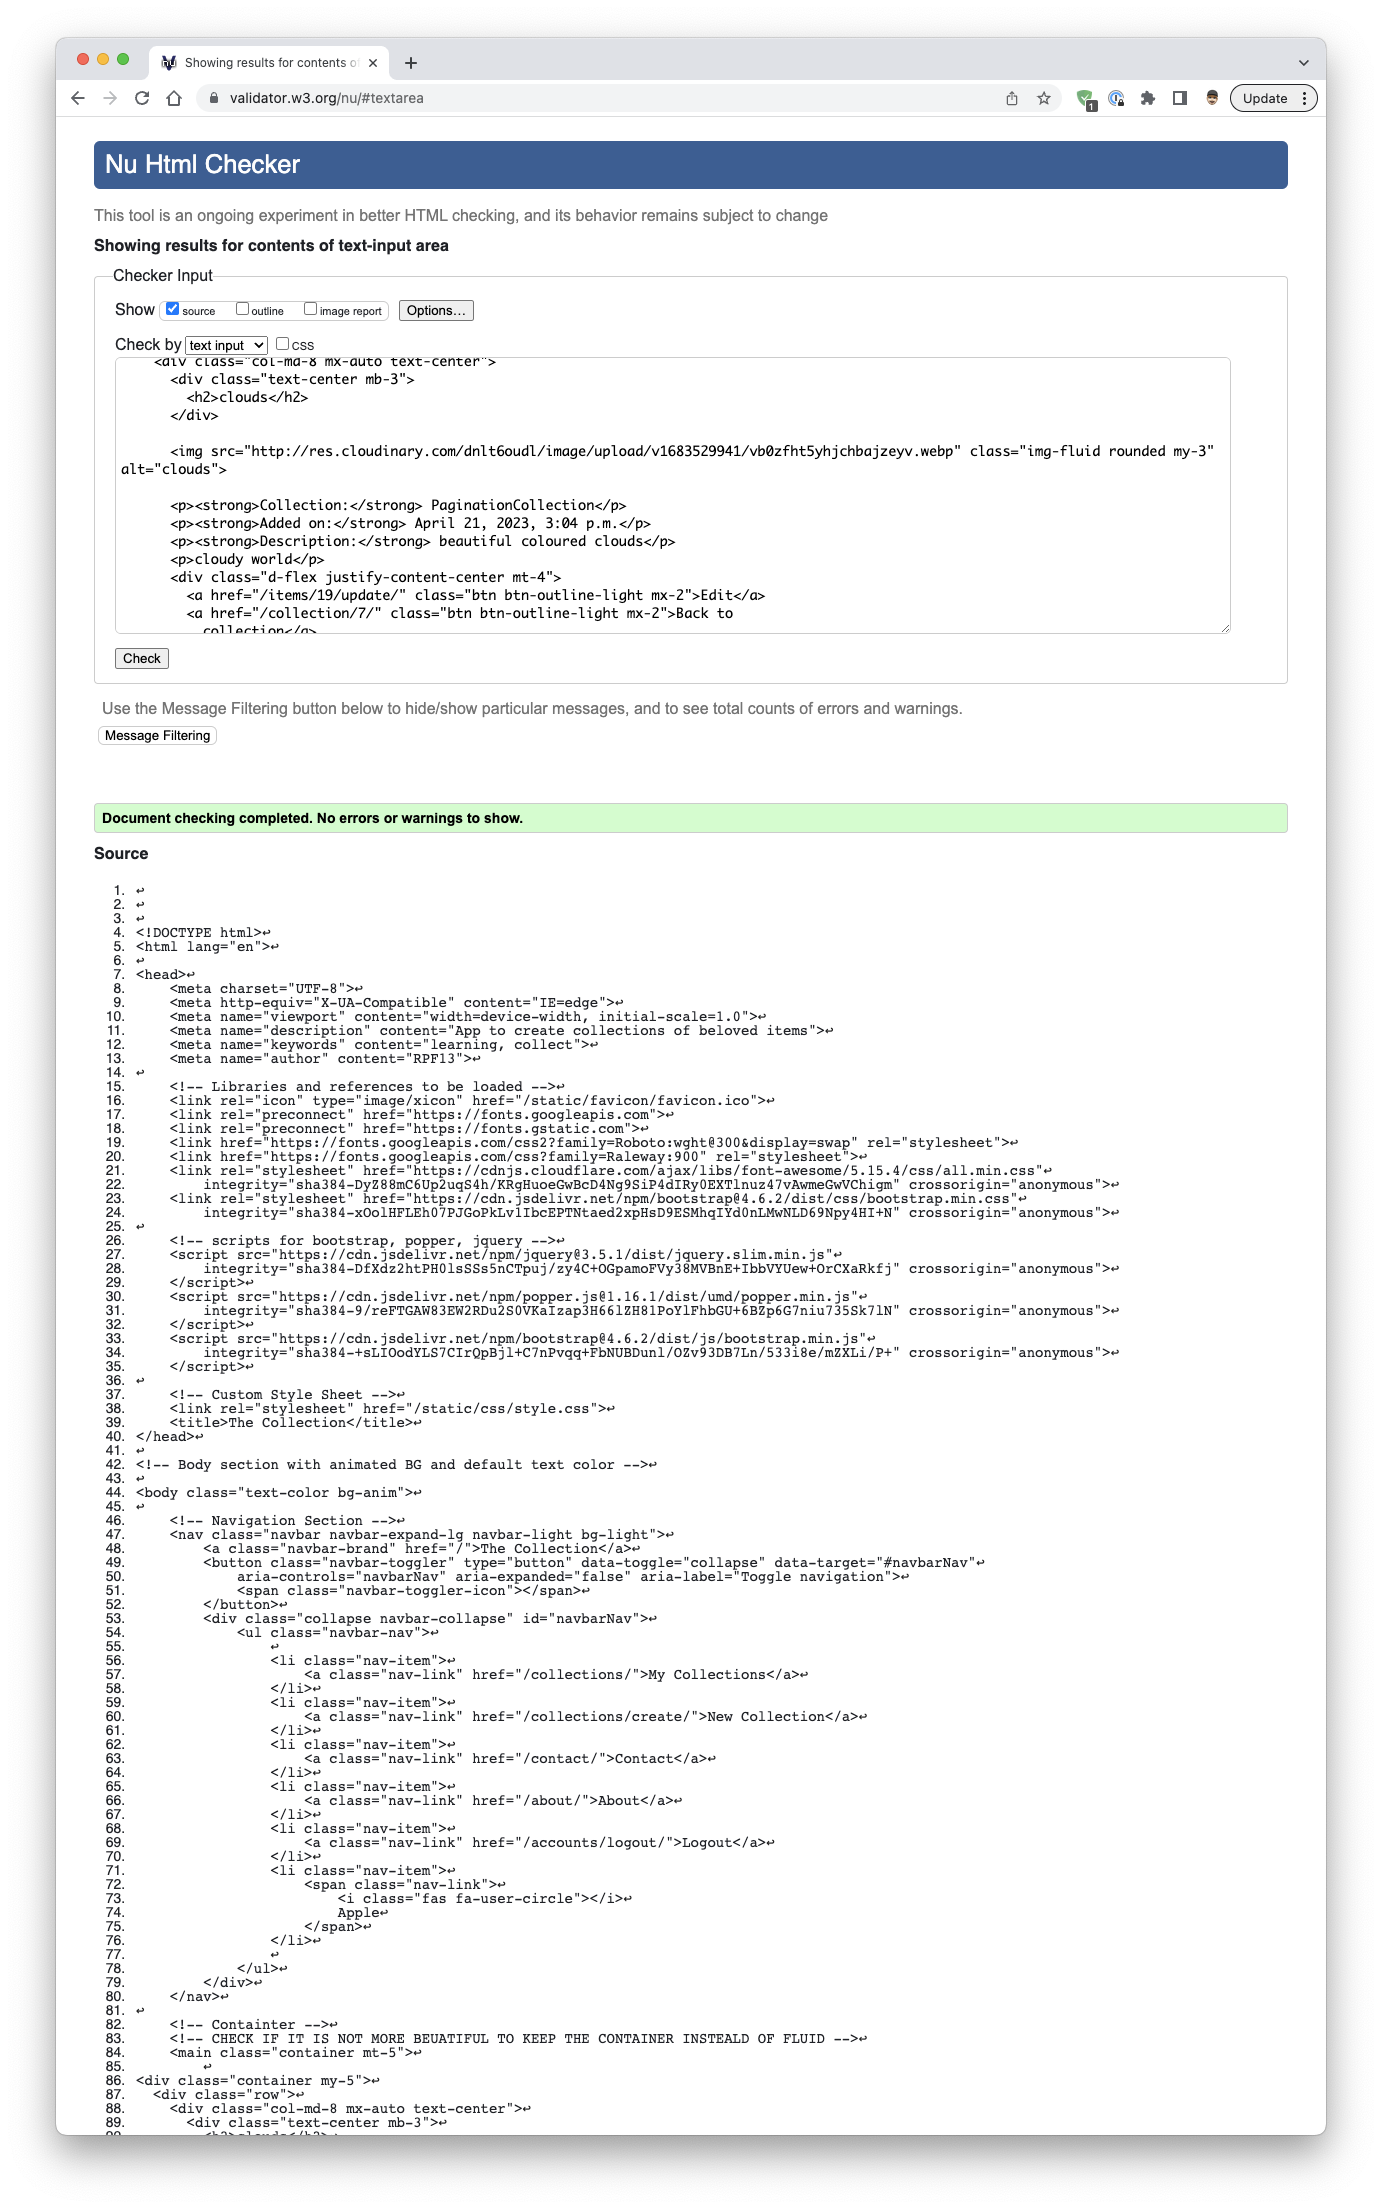 Showing results for contents o
validator.w3.org/nu/#textarea
1
Update
Nu Html Checker
This tool is an ongoing experiment in better HTML checking, and its behavior remains subject to change
Showing results for contents of text-input area
Checker Input
Show source outline image report Options...
Check by text input CSS
<div class="col-md-8 mx-auto text-center">
<div class="text-center mb-3">
<h2>clouds</h2>
</div>
<img src="http://res.cloudinary.com/dnlt6oudl/image/upload/v1683529941/vb0zfht5yhjchbajzeyv.webp" class="img-fluid rounded my-3"
alt="clouds">
<p><strong>Collection:</strong> PaginationCollection</p>
<p><strong>Added on:</strong> April 21, 2023, 3:04 p.m.</p>
<p><strong>Description:</strong> beautiful coloured clouds</p>
<p>cloudy world</p>
<div class="d-flex justify-content-center mt-4">
<a href="/items/19/update/" class="btn btn-outline-light mx-2">Edit</a>
<a href="/collection/7/" class="btn btn-outline-light mx-2">Back to
collection</a>
Check
Use the Message Filtering button below to hide/show particular messages, and to see total counts of errors and warnings.
Message Filtering
Document checking completed. No errors or warnings to show.
Source
1. ↩
2. ↩
3. ↩
4. <!DOCTYPE html>↩
5. <html lang="en">↩
6. ↩
7. <head>↩
8. <meta charset="UTF-8">↩
9. <meta http-equiv="X-UA-Compatible" content="IE=edge">↩
10. <meta name="viewport" content="width=device-width, initial-scale=1.0">↩
11. <meta name="description" content="App to create collections of beloved items">↩
12. <meta name="keywords" content="learning, collect">↩
13. <meta name="author" content="RPF13">↩
14. ↩
15. <!-- Libraries and references to be loaded -->↩
16. <link rel="icon" type="image/xicon" href="/static/favicon/favicon.ico">↩
17. <link rel="preconnect" href="https://fonts.googleapis.com">↩
18. <link rel="preconnect" href="https://fonts.gstatic.com">↩
19. <link href="https://fonts.googleapis.com/css2?family=Roboto:wght@300&display=swap" rel="stylesheet">↩
20. <link href="https://fonts.googleapis.com/css?family=Raleway:900" rel="stylesheet">↩
21. <link rel="stylesheet" href="https://cdnjs.cloudflare.com/ajax/libs/font-awesome/5.15.4/css/all.min.css"↩
22. integrity="sha384-DyZ88mC6Up2uqS4h/KRgHuoeGwBcD4Ng9SiP4dIRy0EXTlnuz47vAwmeGwVChigm" crossorigin="anonymous">↩
23. <link rel="stylesheet" href="https://cdn.jsdelivr.net/npm/bootstrap@4.6.2/dist/css/bootstrap.min.css"↩
24. integrity="sha384-xOolHFLEh07PJGoPkLv1IbcEPTNtaed2xpHsD9ESMhqIYd0nLMwNLD69Npy4HI+N" crossorigin="anonymous">↩
25. ↩
26. <!-- scripts for bootstrap, popper, jquery -->↩
27. <script src="https://cdn.jsdelivr.net/npm/jquery@3.5.1/dist/jquery.slim.min.js"↩
28. integrity="sha384-DfXdz2htPH0lsSSs5nCTpuj/zy4C+OGpamoFVy38MVBnE+IbbVYUew+OrCXaRkfj" crossorigin="anonymous">↩
29. </script>↩
30. <script src="https://cdn.jsdelivr.net/npm/popper.js@1.16.1/dist/umd/popper.min.js"↩
31. integrity="sha384-9/reFTGAW83EW2RDu2S0VKaIzap3H66lZH81PoYlFhbGU+6BZp6G7niu735Sk7lN" crossorigin="anonymous">↩
32. </script>↩
33. <script src="https://cdn.jsdelivr.net/npm/bootstrap@4.6.2/dist/js/bootstrap.min.js"↩
34. integrity="sha384-+sLIOodYLS7CIrQpBjl+C7nPvqq+FbNUBDunl/OZv93DB7Ln/533i8e/mZXLi/P+" crossorigin="anonymous">↩
35. </script>↩
36. ↩
37. <!-- Custom Style Sheet -->↩
38. <link rel="stylesheet" href="/static/css/style.css">↩
39. <title>The Collection</title>↩
40. </head>↩
41. ↩
42. <!-- Body section with animated BG and default text color -->↩
43. ↩
44. <body class="text-color bg-anim">↩
45. ↩
46. <!-- Navigation Section -->↩
47. <nav class="navbar navbar-expand-lg navbar-light bg-light">↩
48. <a class="navbar-brand" href="/">The Collection</a>↩
49. <button class="navbar-toggler" type="button" data-toggle="collapse" data-target="#navbarNav"↩
50. aria-controls="navbarNav" aria-expanded="false" aria-label="Toggle navigation">↩
51. <span class="navbar-toggler-icon"></span>↩
52. </button>↩
53. <div class="collapse navbar-collapse" id="navbarNav">↩
54. <ul class="navbar-nav">↩
55. ↩
56. <li class="nav-item">↩
57. <a class="nav-link" href="/collections/">My Collections</a>↩
58. </li>↩
59. <li class="nav-item">↩
60. <a class="nav-link" href="/collections/create/">New Collection</a>↩
61. </li>↩
62. <li class="nav-item">↩
63. <a class="nav-link" href="/contact/">Contact</a>↩
64. </li>↩
65. <li class="nav-item">↩
66. <a class="nav-link" href="/about/">About</a>↩
67. </li>↩
68. <li class="nav-item">↩
69. <a class="nav-link" href="/accounts/logout/">Logout</a>↩
70. </li>↩
71. <li class="nav-item">↩
72. <span class="nav-link">↩
73. <i class="fas fa-user-circle"></i>↩
74. Apple↩
75. </span>↩
76. </li>↩
77. ↩
78. </ul>↩
79. </div>↩
80. </nav>↩
81. ↩
82. <!-- Containter -->↩
83. <!-- CHECK IF IT IS NOT MORE BEUATIFUL TO KEEP THE CONTAINER INSTEALD OF FLUID -->↩
84. <main class="container mt-5">↩
85. ↩
86. <div class="container my-5">↩
87. <div class="row">↩
88. <div class="col-md-8 mx-auto text-center">↩
89. <div class="text-center mb-3">↩